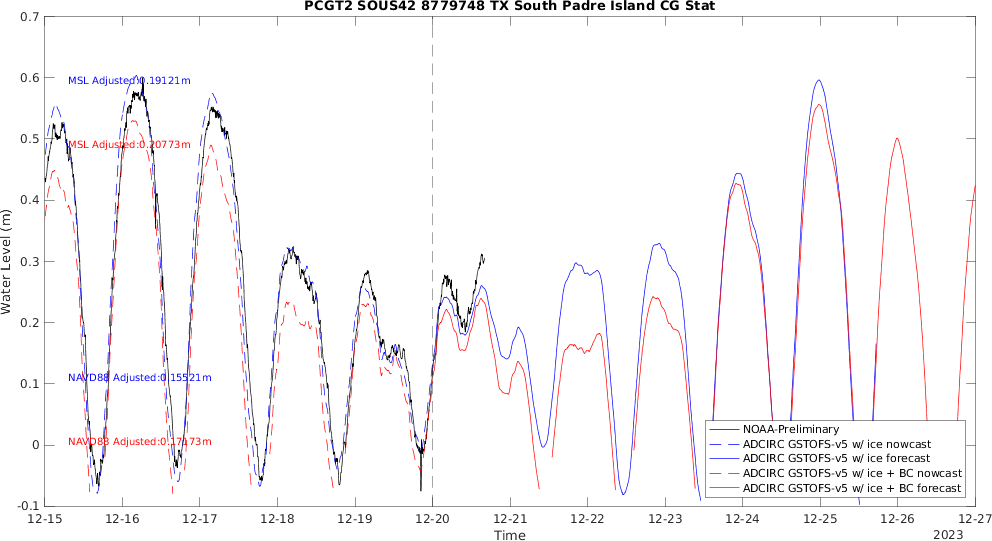 PCGT2 SOUS42 8779748 TX South Padre Island CG Stat
0.7
0.6
0.5
0.4
0.3
0.2
0.1
0
-0.1
Water Level (m)
MSL Adjusted:0.19121m
MSL Adjusted:0.20773m
NAVD88 Adjusted:0.15521m
NAVD88 Adjusted:0.17173m
NOAA-Preliminary
ADCIRC GSTOFS-v5 w/ ice nowcast
ADCIRC GSTOFS-v5 w/ ice forecast
ADCIRC GSTOFS-v5 w/ ice + BC nowcast
ADCIRC GSTOFS-v5 w/ ice + BC forecast
12-15 12-16 12-17 12-18 12-19 12-20 12-21 12-22 12-23 12-24 12-25 12-26 12-27
Time
2023